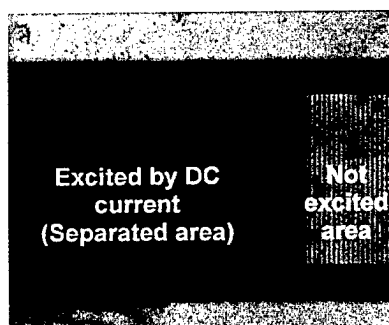 Excited by DC
current
(Separated area)
Not
excited
area